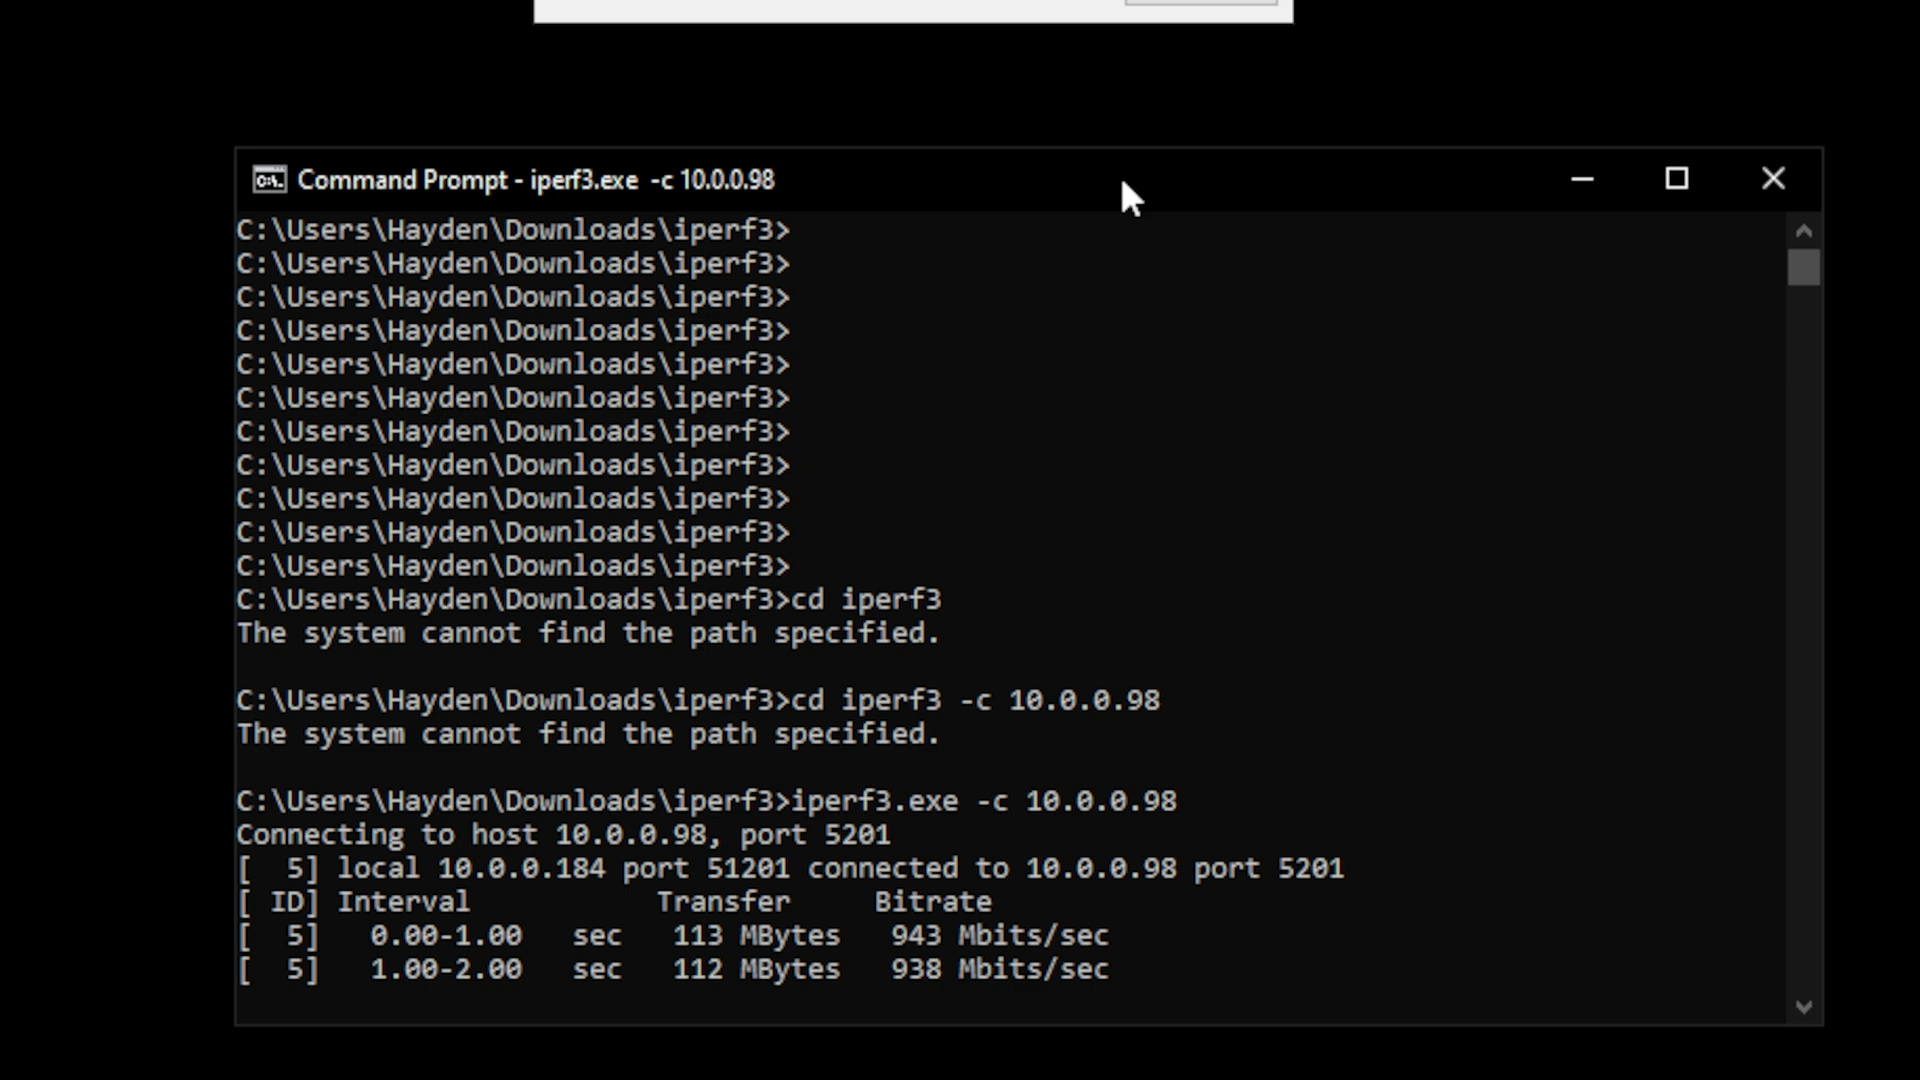 Command Prompt - iperf3.exe  -c 10.0.0.98
C:\Users\Hayden\Downloads\iperf3>
C:\Users\Hayden\Downloads\iperf3>
C:\Users\Hayden\Downloads\iperf3>
C:\Users\Hayden\Downloads\iperf3>
C:\Users\Hayden\Downloads\iperf3>
C:\Users\Hayden\Downloads\iperf3>
C:\Users\Hayden\Downloads\iperf3>
C:\Users\Hayden\Downloads\iperf3>
C:\Users\Hayden\Downloads\iperf3>
C:\Users\Hayden\Downloads\iperf3>
C:\Users\Hayden\Downloads\iperf3>
C:\Users\Hayden\Downloads\iperf3>cd iperf3
The system cannot find the path specified.
C:\Users\Hayden\Downloads\iperf3>cd iperf3 -c 10.0.0.98
The system cannot find the path specified.
C:\Users\Hayden\Downloads\iperf3>iperf3.exe -c 10.0.0.98
Connecting to host 10.0.0.98, port 5201
[  5] local 10.0.0.184 port 51201 connected to 10.0.0.98 port 5201
[ ID] Interval           Transfer     Bitrate
[  5]   0.00-1.00   sec   113 MBytes   943 Mbits/sec
[  5]   1.00-2.00   sec   112 MBytes   938 Mbits/sec